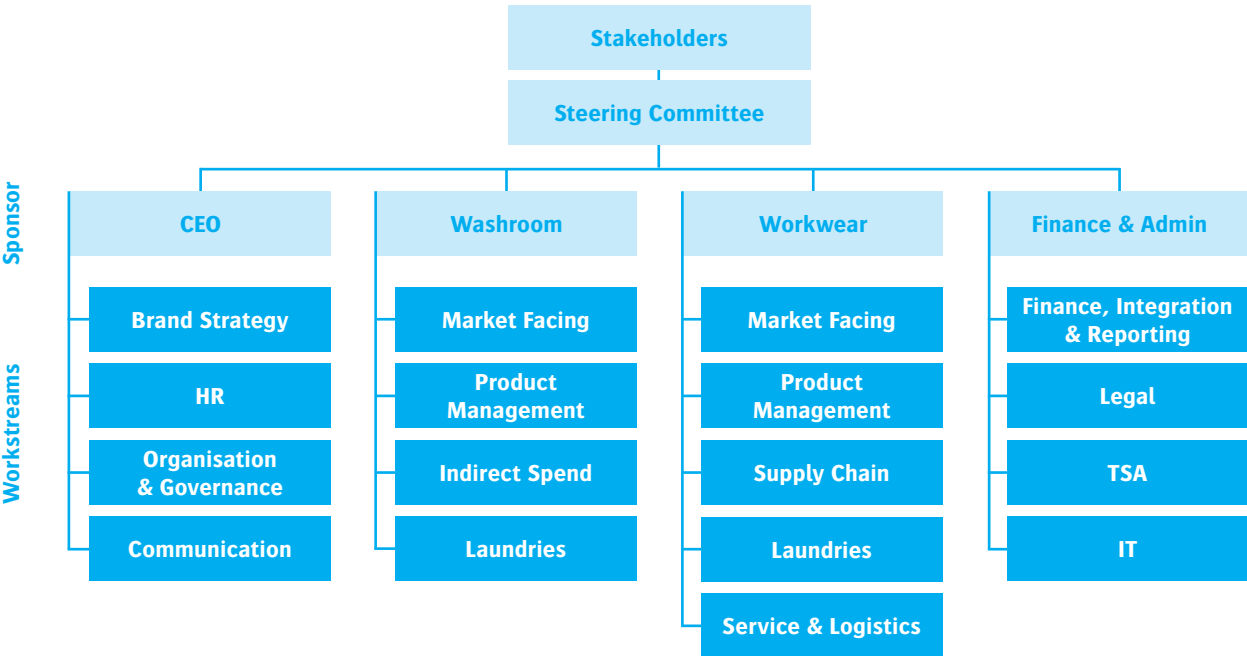 Stakeholders
Steering Committee
Sponsor
CEO
Washroom
Workwear
Finance & Admin
Workstreams
Brand Strategy
HR
Organisation
& Governance
Communication
Market Facing
Product
Management
Indirect Spend
Laundries
Market Facing
Product
Management
Supply Chain
Laundries
Service & Logistics
Finance, Integration
& Reporting
Legal
TSA
IT